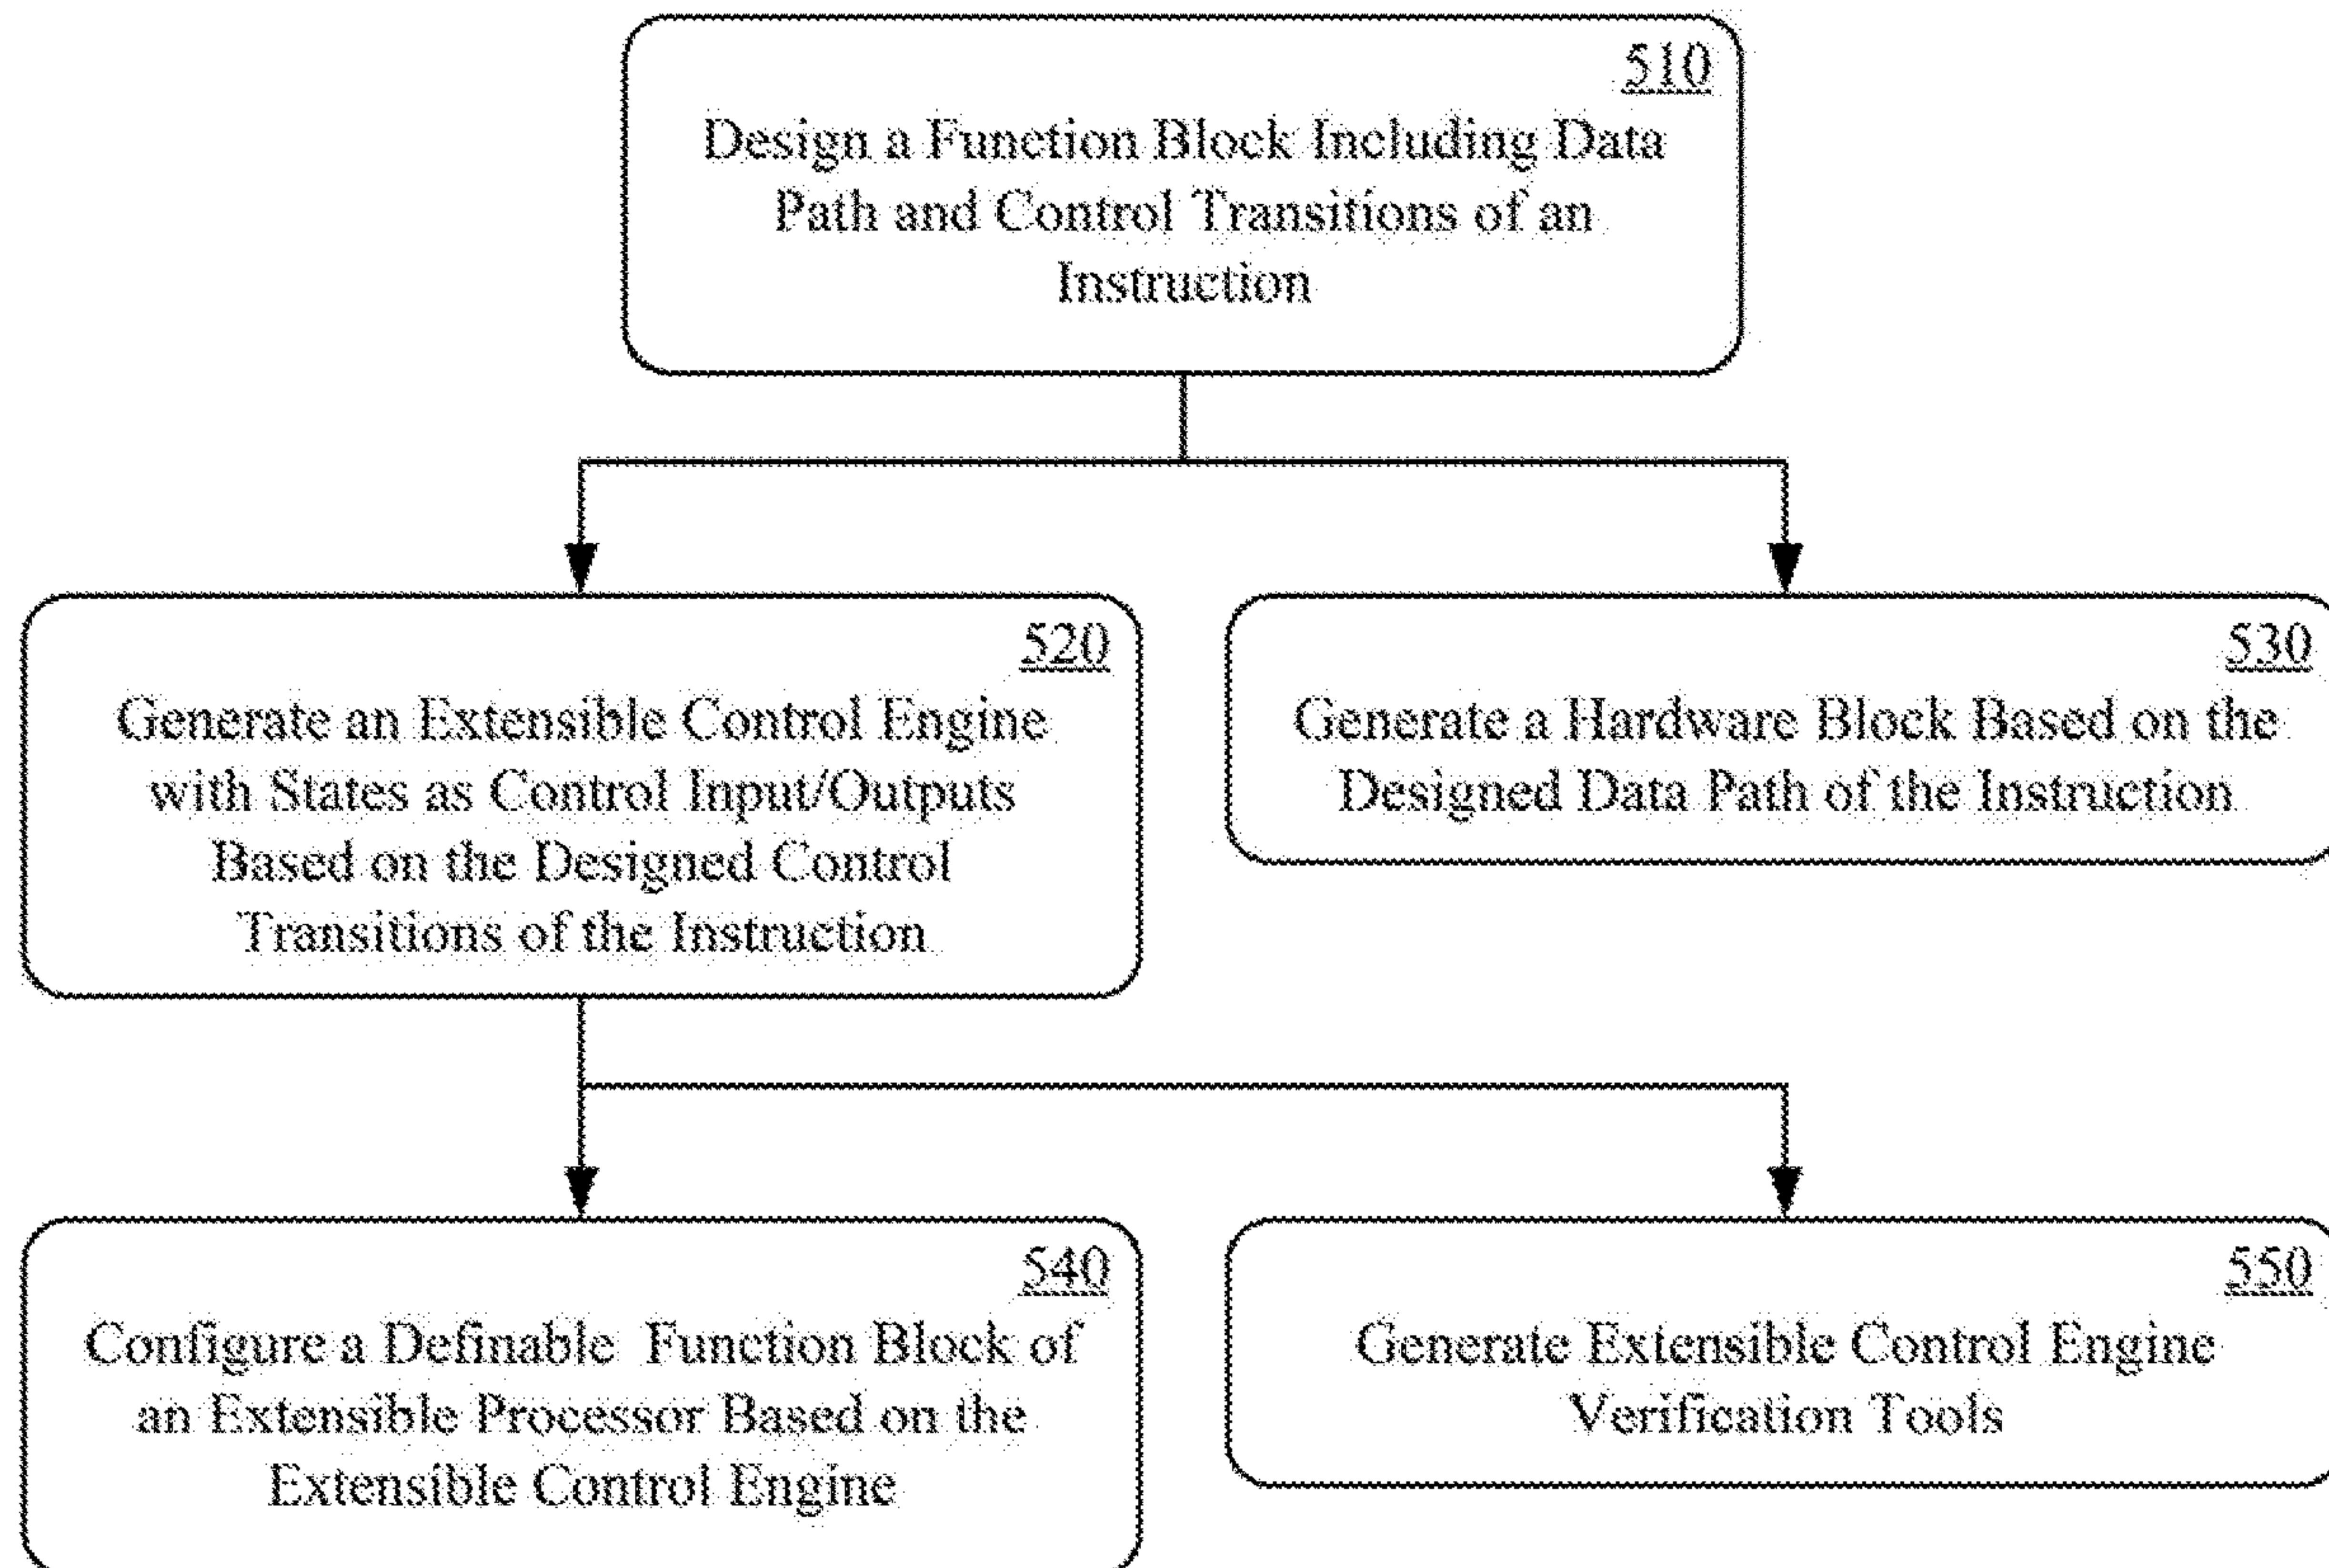 510
Design a Function Block Including Data
Path and Control Transitions of an
Instruction
520
Generate an Extensible Control Engine
with States as Control Input/Outputs
Based on the Designed Control
Transitions of the Instruction
530
Generate a Hardware Block Based on the
Designed Data Path of the Instruction
540
Configure a Definable Function Block of
an Extensible Processor Based on the
Extensible Control Engine
550
Generate Extensible Control Engine
Verification Tools